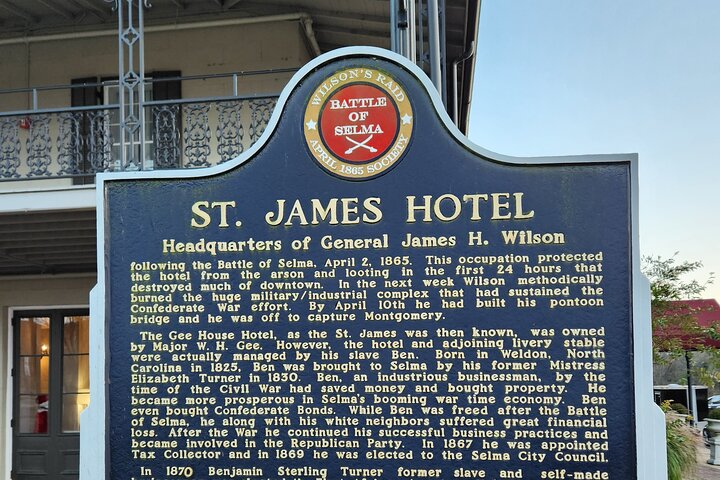 WILSON'S RAID
BATTLE
OF
SELMA
APRIL 1865 SOCIETY
ST. JAMES HOTEL
Headquarters of General James H. Wilson
following the Battle of Selma, April 2, 1865. This occupation protected
the hotel from the arson and looting in the first 24 hours that
destroyed much of downtown. In the next week Wilson methodically
burned the huge military/industrial complex that had sustained the
Confederate War effort. By April 10th he had built his pontoon
bridge and he was off to capture Montgomery.
The Gee House Hotel, as the St. James was then known, was owned
by Major W. H. Gee. However, the hotel and adjoining livery stable
were actually managed by his slave Ben. Born in Weldon, North
Carolina in 1825, Ben was brought to Selma by his former Mistress
Elizabeth Turner in 1830. Ben, an industrious businessman, by the
time of the Civil War had saved money and bought property. He
became more prosperous in Selma's booming war time economy. Ben
even bought Confederate Bonds. While Ben was freed after the Battle
of Selma, he along with his white neighbors suffered great financial
loss. After the War he continued his successful business practices and
became involved in the Republican Party. In 1867 he was appointed
Tax Collector and in 1869 he was elected to the Selma City Council.
In 1870 Benjamin Sterling Turner former slave and self-made